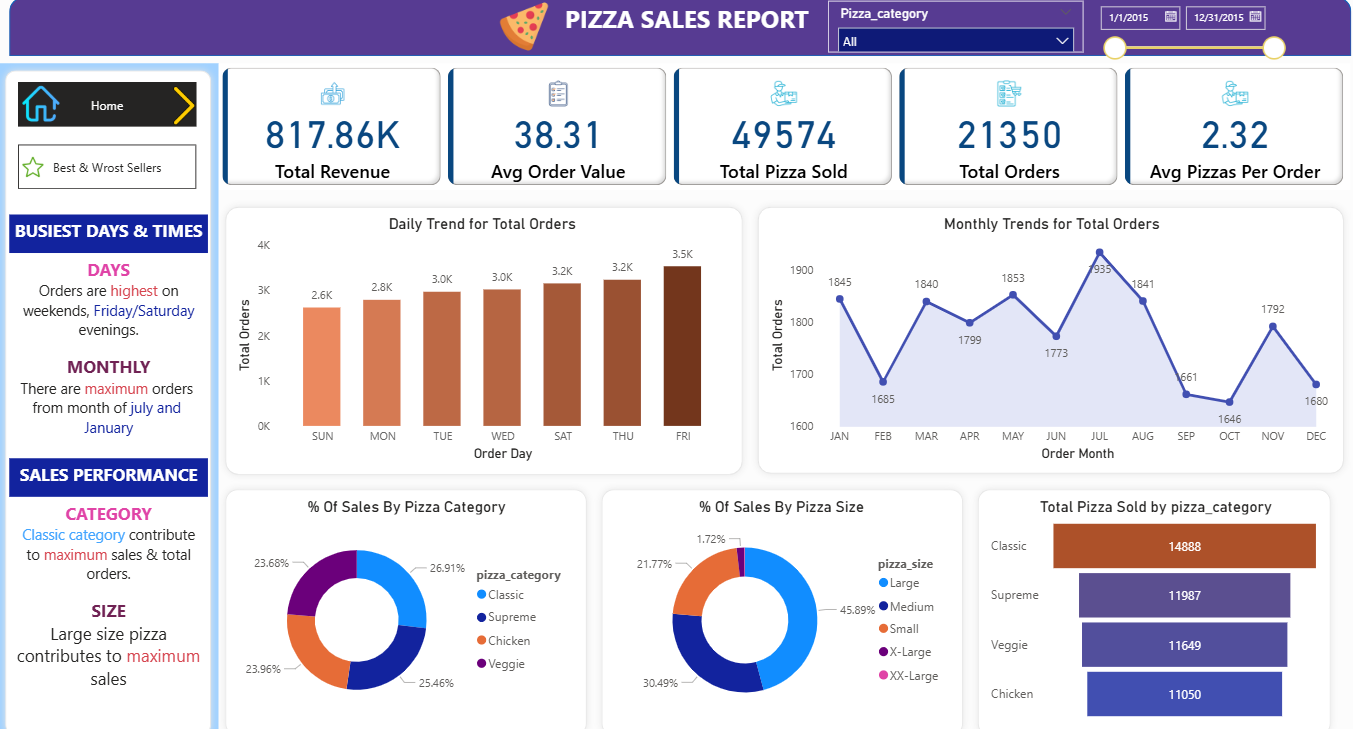 PIZZA SALES REPORT
Pizza_category
All
1/1/2015
12/31/2015
Home
Best & Wrost Sellers
BUSIEST DAYS & TIMES
DAYS
Orders are highest on
weekends, Friday/Saturday
evenings.
MONTHLY
There are maximum orders
from month of july and
January
SALES PERFORMANCE
CATEGORY
Classic category contribute
to maximum sales & total
orders.
SIZE
Large size pizza
contributes to maximum
sales
817.86K
Total Revenue
38.31
Avg Order Value
49574
Total Pizza Sold
21350
Total Orders
2.32
Avg Pizzas Per Order
Daily Trend for Total Orders
Total Orders
4K
3K
2K
1K
0K
2.6K
2.8K
3.0K
3.0K
3.2K
3.2K
3.5K
SUN
MON
TUE
WED
SAT
THU
FRI
Order Day
Monthly Trends for Total Orders
Total Orders
1900
1800
1700
1600
1845
1685
1840
1799
1853
1773
1935
1841
1661
1646
1792
1680
JAN
FEB
MAR
APR
MAY
JUN
JUL
AUG
SEP
OCT
NOV
DEC
Order Month
% Of Sales By Pizza Category
23.68%
26.91%
23.96%
25.46%
pizza_category
Classic
Supreme
Chicken
Veggie
% Of Sales By Pizza Size
1.72%
21.77%
45.89%
30.49%
pizza_size
Large
Medium
Small
X-Large
XX-Large
Total Pizza Sold by pizza_category
Classic
14888
Supreme
11987
Veggie
11649
Chicken
11050